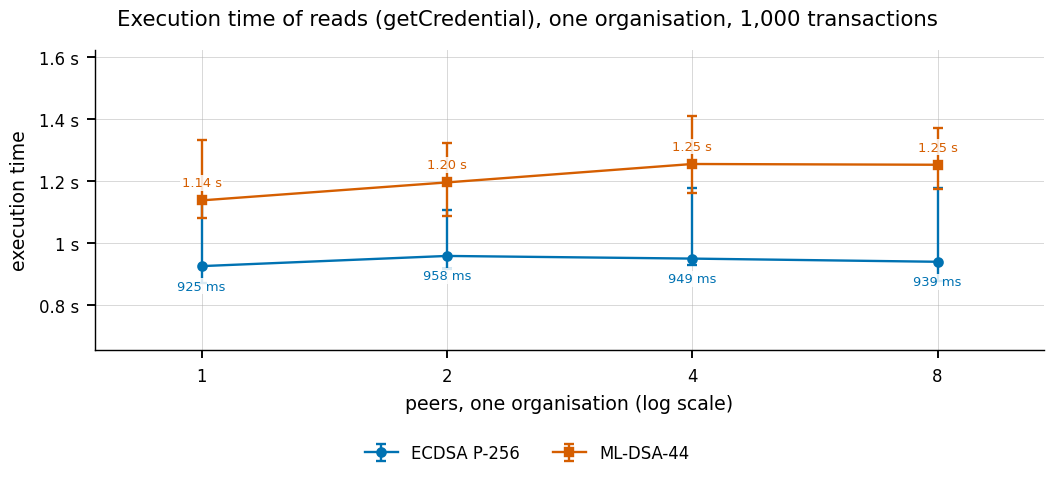 Execution time of reads (getCredential), one organisation, 1,000 transactions
execution time
1.6 s
1.4 s
1.2 s
1 s
0.8 s
1.14 s
1.20 s
1.25 s
1.25 s
925 ms
958 ms
949 ms
939 ms
1
2
4
8
peers, one organisation (log scale)
ECDSA P-256
ML-DSA-44